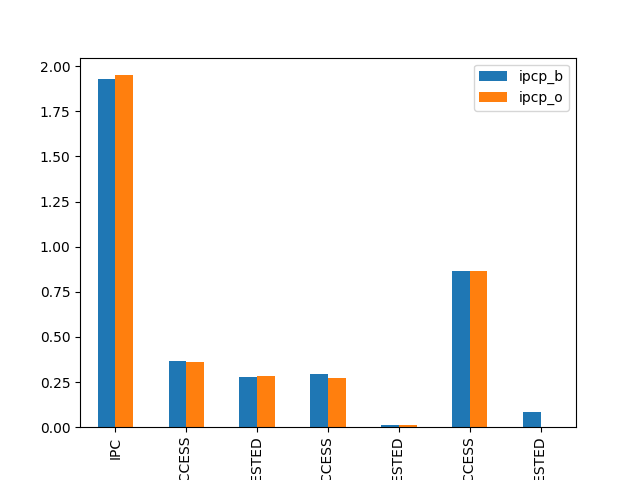 2.00
1.75
1.50
1.25
1.00
0.75
0.50
0.25
0.00
ipcp_b
ipcp_o
IPC
CCESS
ESTED
CCESS
ESTED
CCESS
ESTED